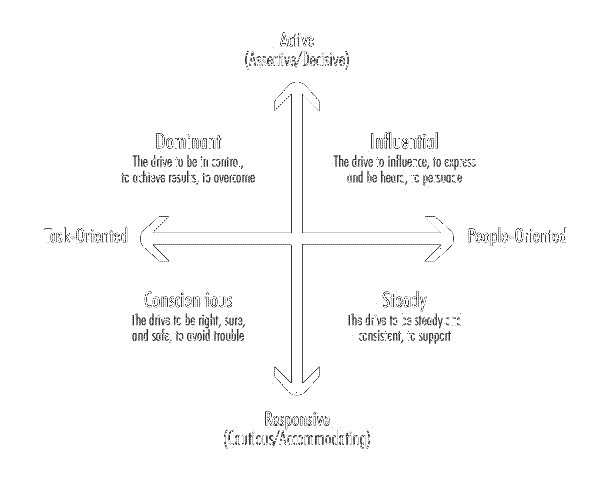 Active
(Assertive/Decisive)
Dominant
The drive to be in control,
to achieve results, to overcome
Influential
The drive to influence, to express
and be heard, to persuade
Task-Oriented
People-Oriented
Conscientious
The drive to be right, sure,
and safe, to avoid trouble
Steady
The drive to be steady and
consistent, to support
Responsive
(Cautious/Accommodating)